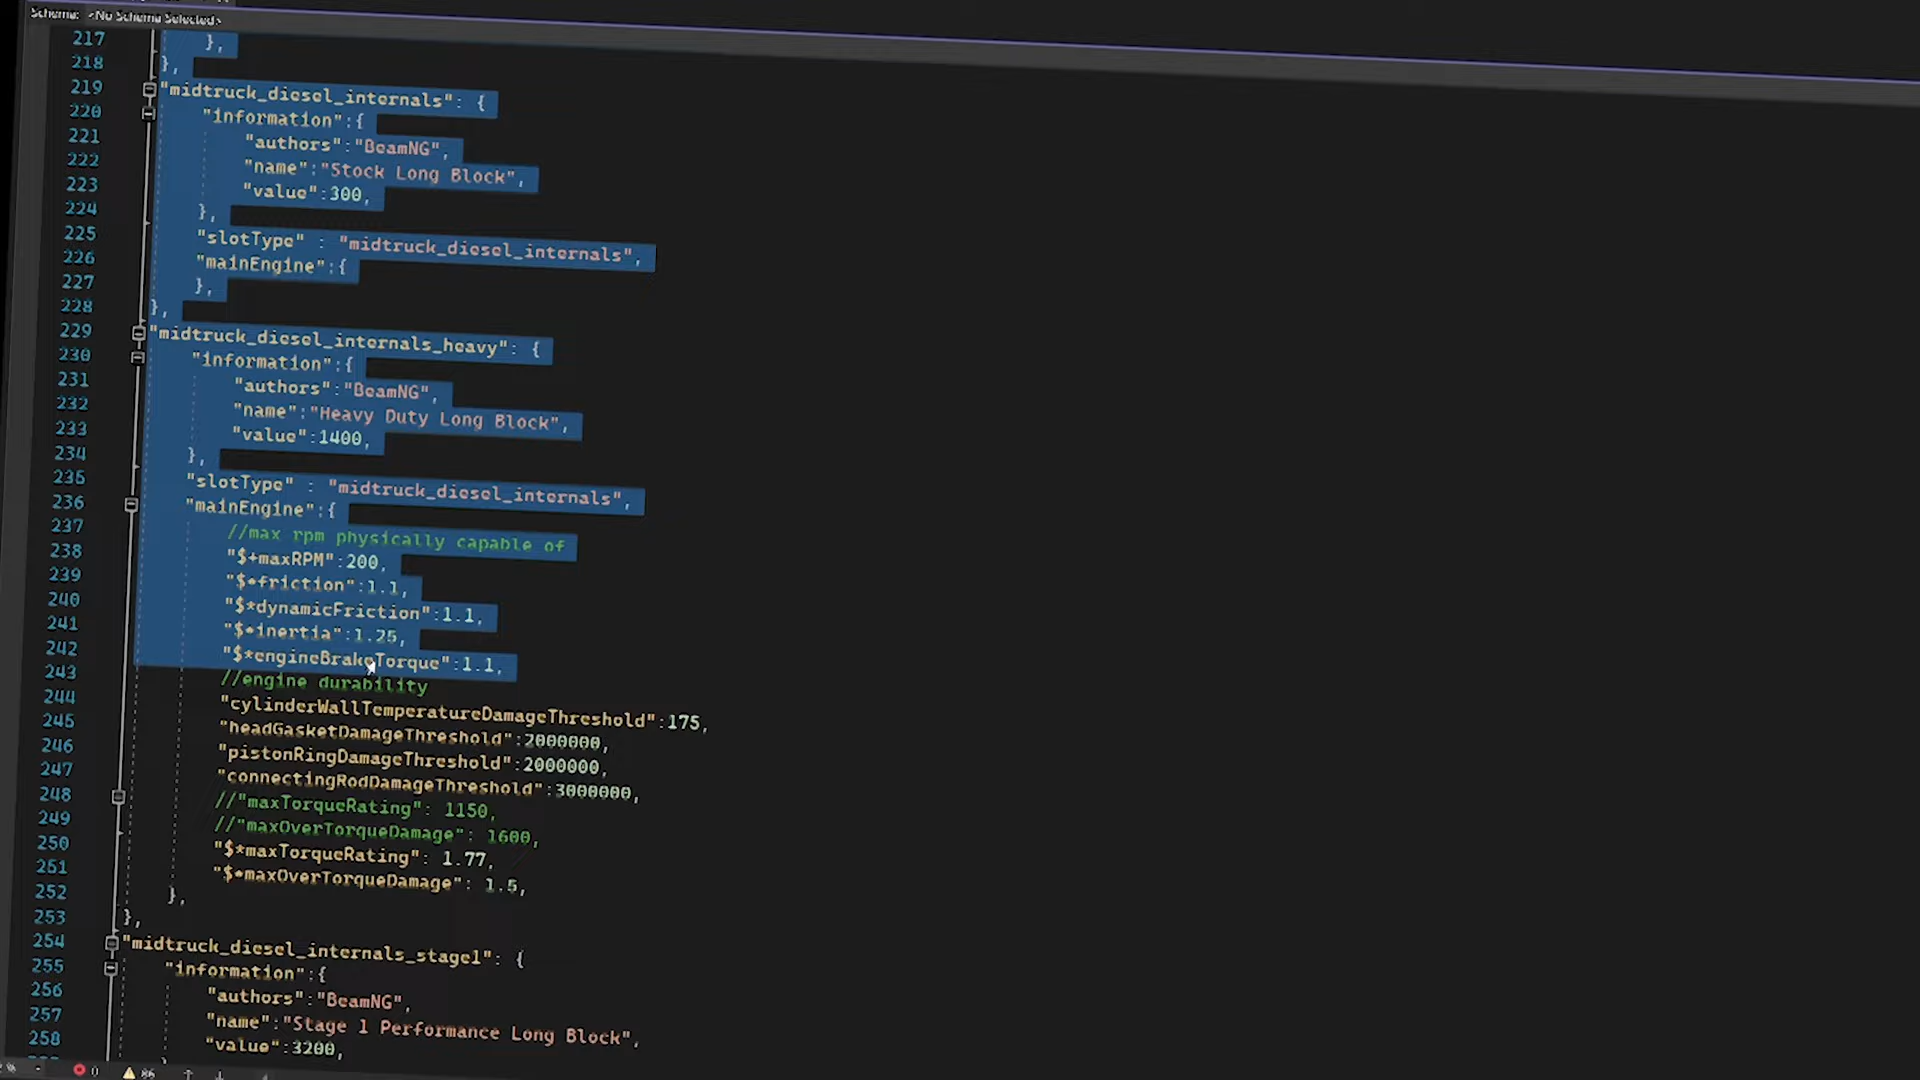 Schema: <No Schema Selected>
217 },
218 },
219 "midtruck_diesel_internals": {
220 "information":{
221 "authors":"BeamNG",
222 "name":"Stock Long Block",
223 "value":300,
224 },
225 "slotType" : "midtruck_diesel_internals",
226 "mainEngine":{
227 },
228 },
229 "midtruck_diesel_internals_heavy": {
230 "information":{
231 "authors":"BeamNG",
232 "name":"Heavy Duty Long Block",
233 "value":1400,
234 },
235 "slotType" : "midtruck_diesel_internals",
236 "mainEngine":{
237 //max rpm physically capable of
238 "$+maxRPM":200,
239 "$*friction":1.1,
240 "$*dynamicFriction":1.1,
241 "$*inertia":1.25,
242 "$*engineBrakeTorque":1.1,
243 //engine durability
244 "cylinderWallTemperatureDamageThreshold":175,
245 "headGasketDamageThreshold":2000000,
246 "pistonRingDamageThreshold":2000000,
247 "connectingRodDamageThreshold":3000000,
248 //"maxTorqueRating": 1150,
249 //"maxOverTorqueDamage": 1600,
250 "$*maxTorqueRating": 1.77,
251 "$*maxOverTorqueDamage": 1.5,
252 },
253 },
254 "midtruck_diesel_internals_stage1": {
255 "information":{
256 "authors":"BeamNG",
257 "name":"Stage 1 Performance Long Block",
258 "value":3200,
0 86